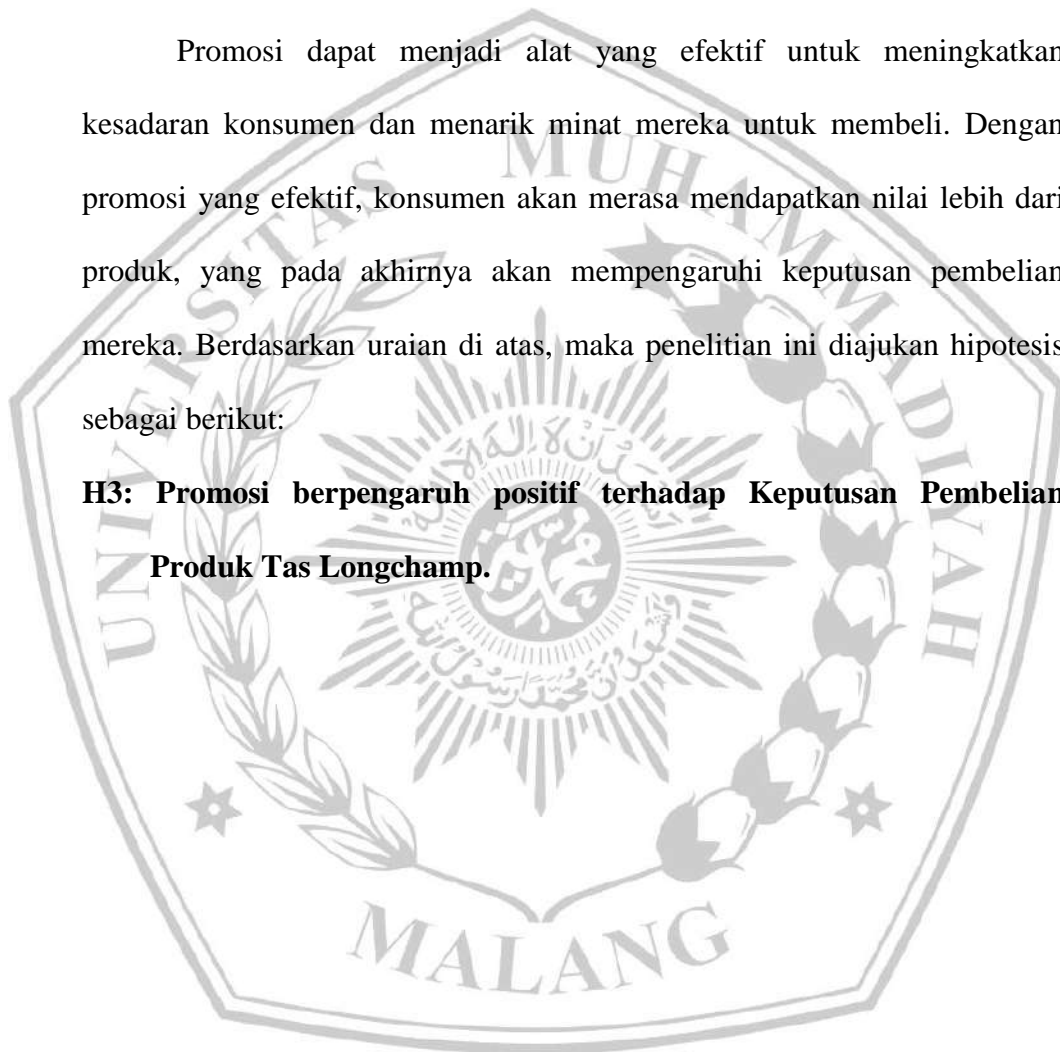 Promosi dapat menjadi alat yang efektif untuk meningkatkan
kesadaran konsumen dan menarik minat mereka untuk membeli. Dengan
promosi yang efektif, konsumen akan merasa mendapatkan nilai lebih dari
produk, yang pada akhirnya akan mempengaruhi keputusan pembelian
mereka. Berdasarkan uraian di atas, maka penelitian ini diajukan hipotesis
sebagai berikut:
H3: Promosi berpengaruh positif terhadap Keputusan Pembelian
Produk Tas Longchamp.
UNIVERSITAS MUHAMMADIYAH
MALANG